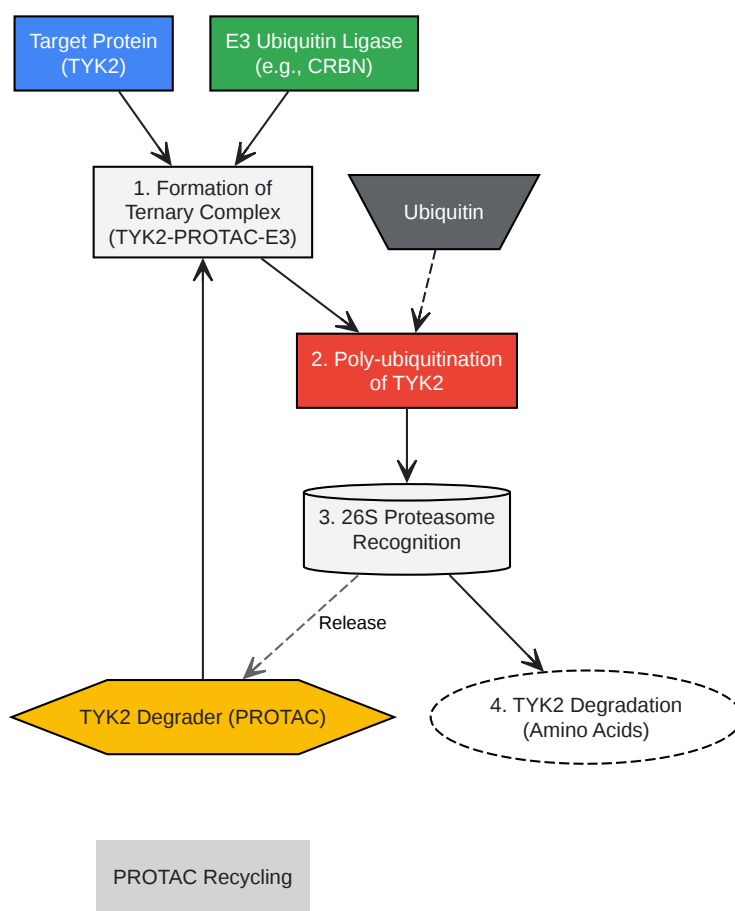 Target Protein
(TYK2)
E3 Ubiquitin Ligase
(e.g., CRBN)
1. Formation of
Ternary Complex
(TYK2-PROTAC-E3)
Ubiquitin
2. Poly-ubiquitination
of TYK2
3. 26S Proteasome
Recognition
Release
TYK2 Degrader (PROTAC)
4. TYK2 Degradation
(Amino Acids)
PROTAC Recycling